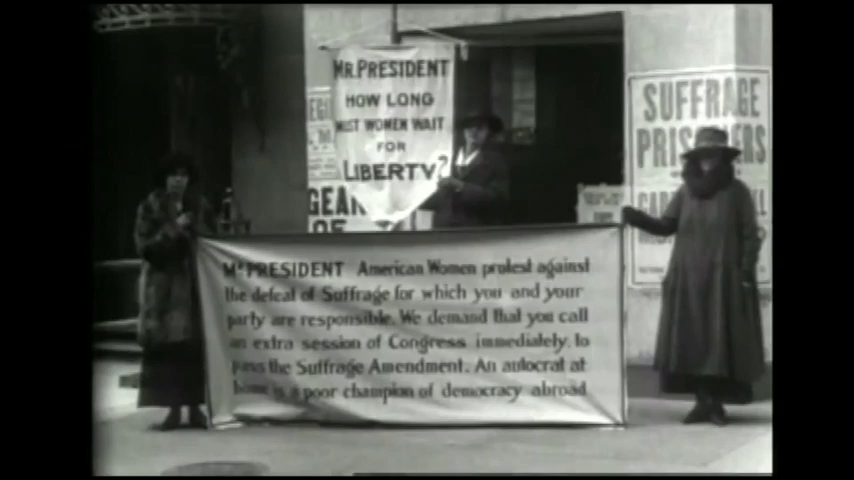 MR. PRESIDENT
HOW LONG
MUST WOMEN WAIT
FOR
LIBERTY?
SUFFRAGE
PRISONERS
GEAR
OF
MR PRESIDENT American Women protest against
the defeat of Suffrage for which you and your
party are responsible. We demand that you call
an extra session of Congress immediately, to
pass the Suffrage Amendment. An autocrat at
home is a poor champion of democracy abroad